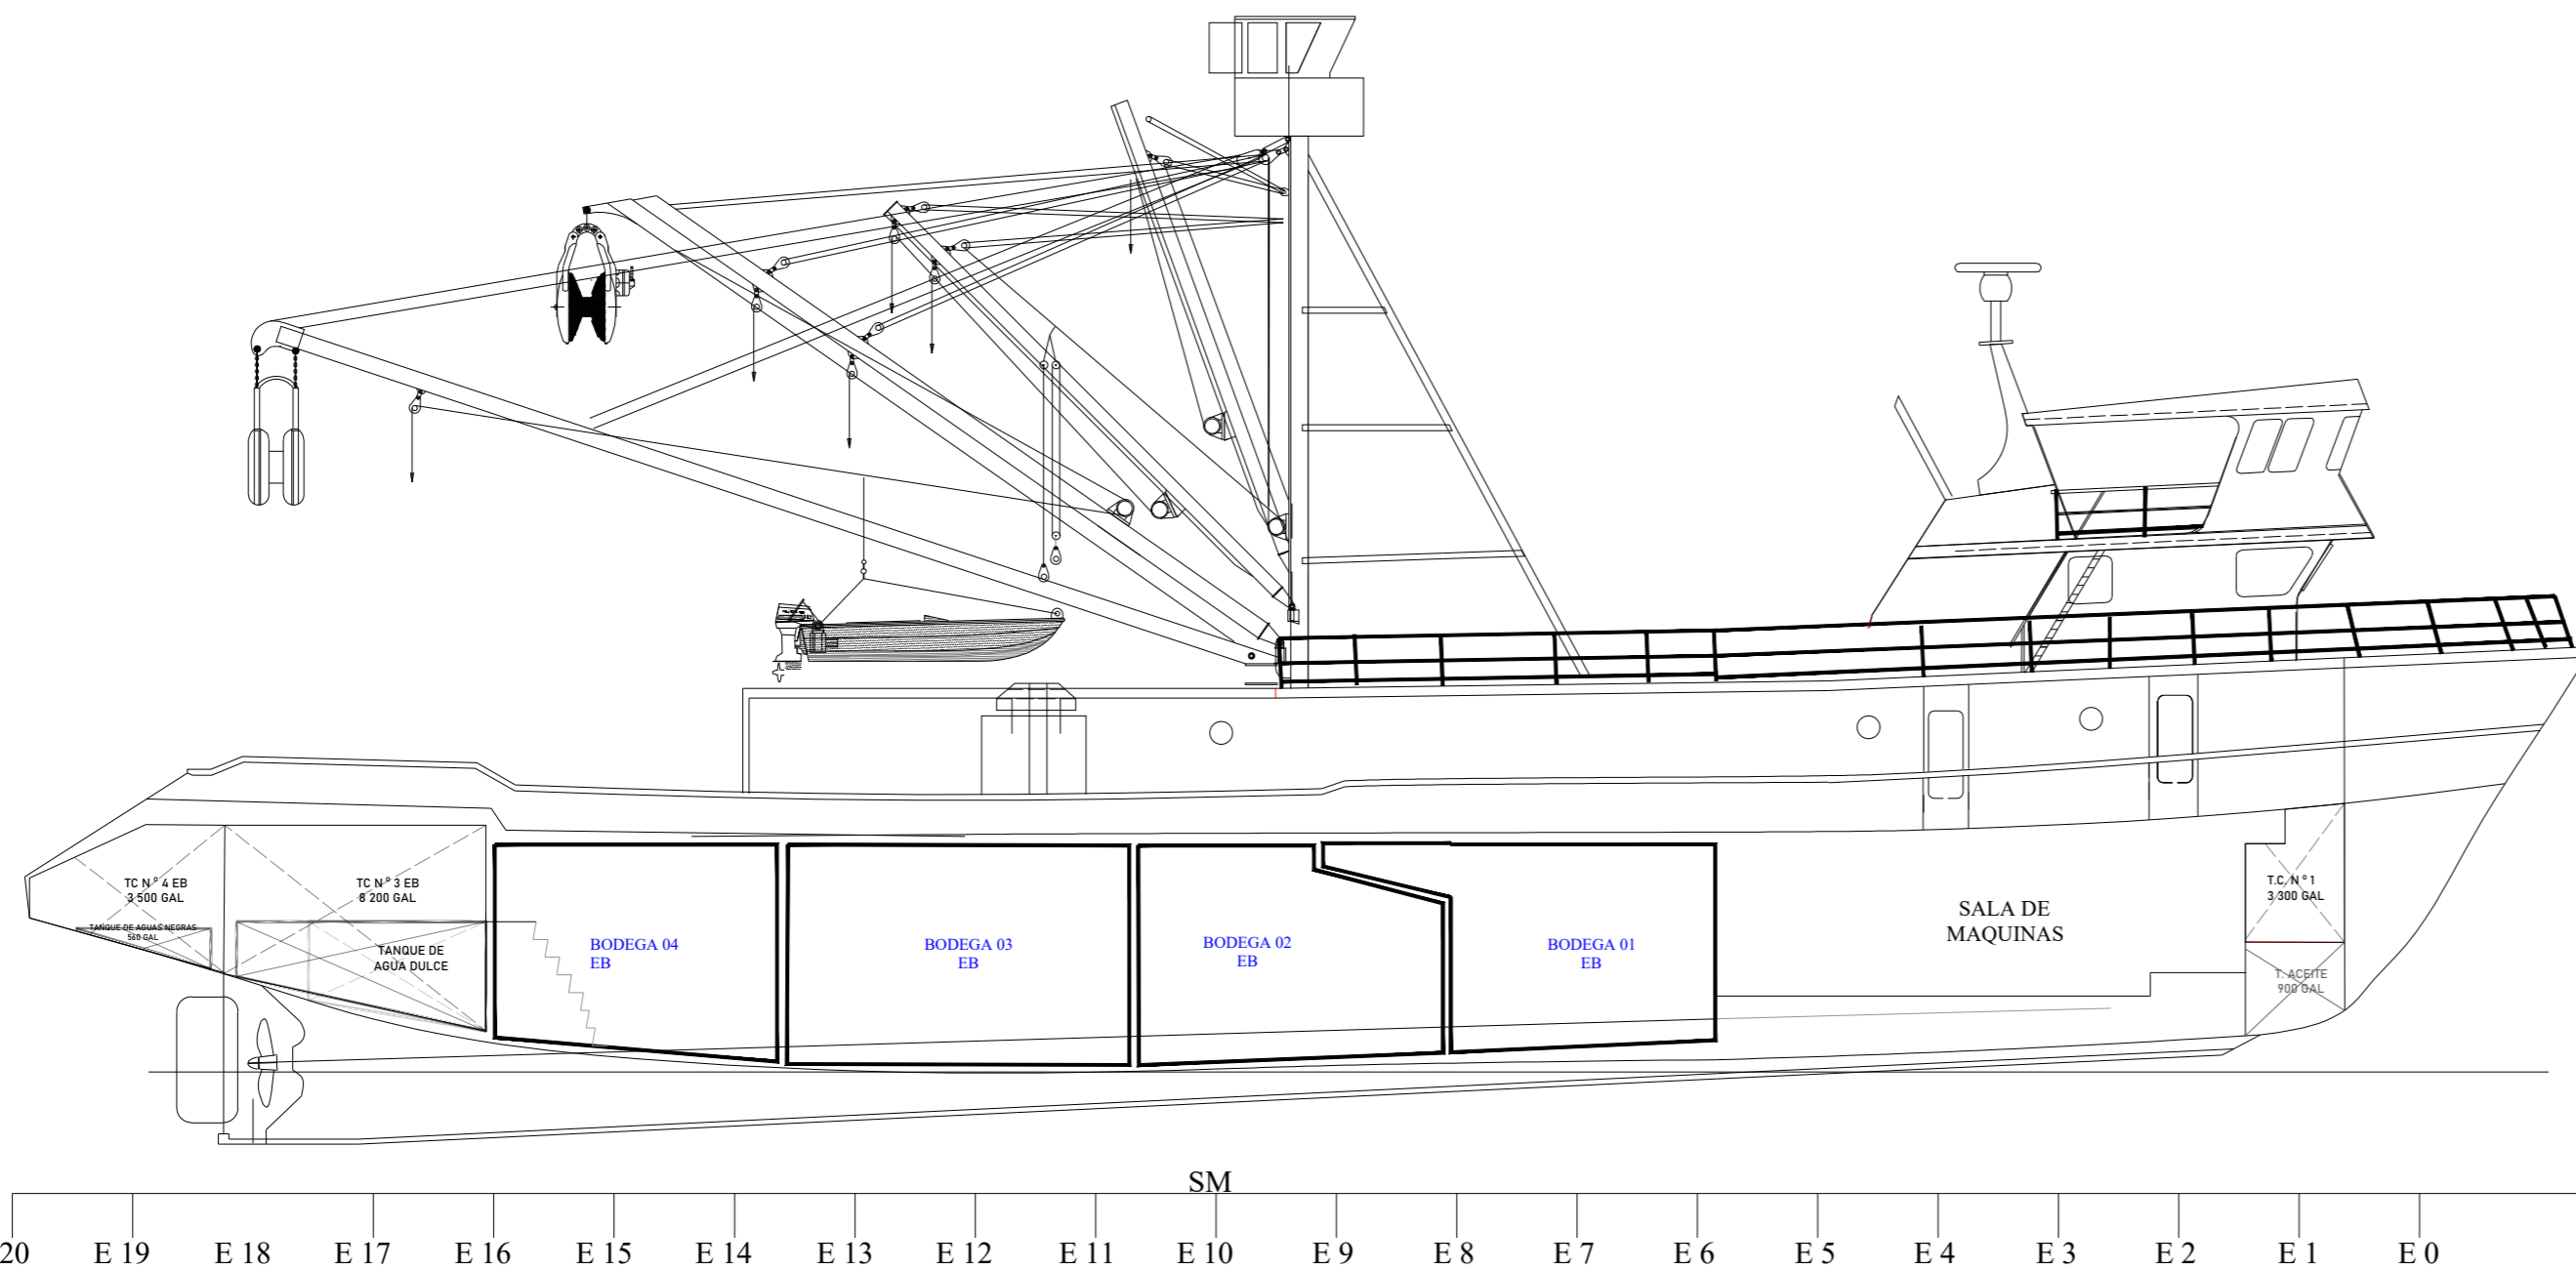 TC N° 4 EB
3 500 GAL
TANQUE DE AGUAS NEGRAS
560 GAL
TC N° 3 EB
8 200 GAL
TANQUE DE
AGUA DULCE
BODEGA 04
EB
BODEGA 03
EB
BODEGA 02
EB
BODEGA 01
EB
SALA DE
MAQUINAS
T.C. N°1
3 300 GAL
T. ACEITE
900 GAL
SM
20 E 19 E 18 E 17 E 16 E 15 E 14 E 13 E 12 E 11 E 10 E 9 E 8 E 7 E 6 E 5 E 4 E 3 E 2 E 1 E 0